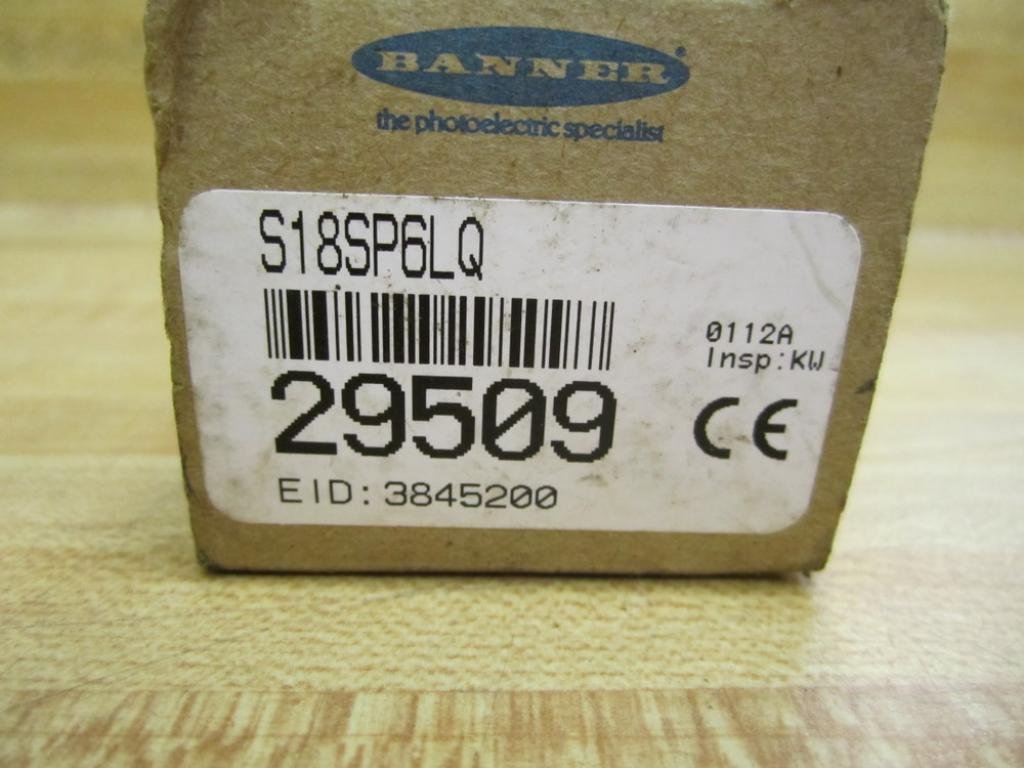 BANNER
the photoelectric specialist
S18SP6LQ
0112A
Insp:KW
29509
CE
EID: 3845200